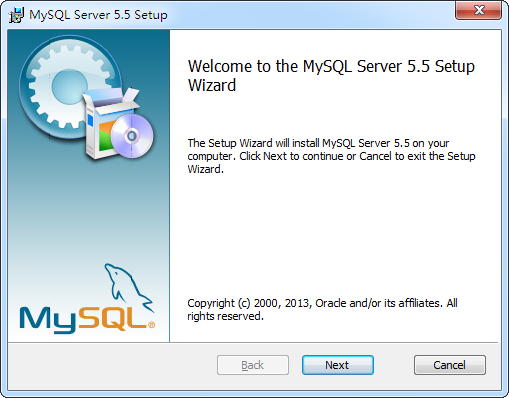 MySQL Server 5.5 Setup
Welcome to the MySQL Server 5.5 Setup
Wizard
The Setup Wizard will install MySQL Server 5.5 on your
computer. Click Next to continue or Cancel to exit the Setup
Wizard.
MySQL®
Copyright (c) 2000, 2013, Oracle and/or its affiliates. All
rights reserved.
Back
Next
Cancel